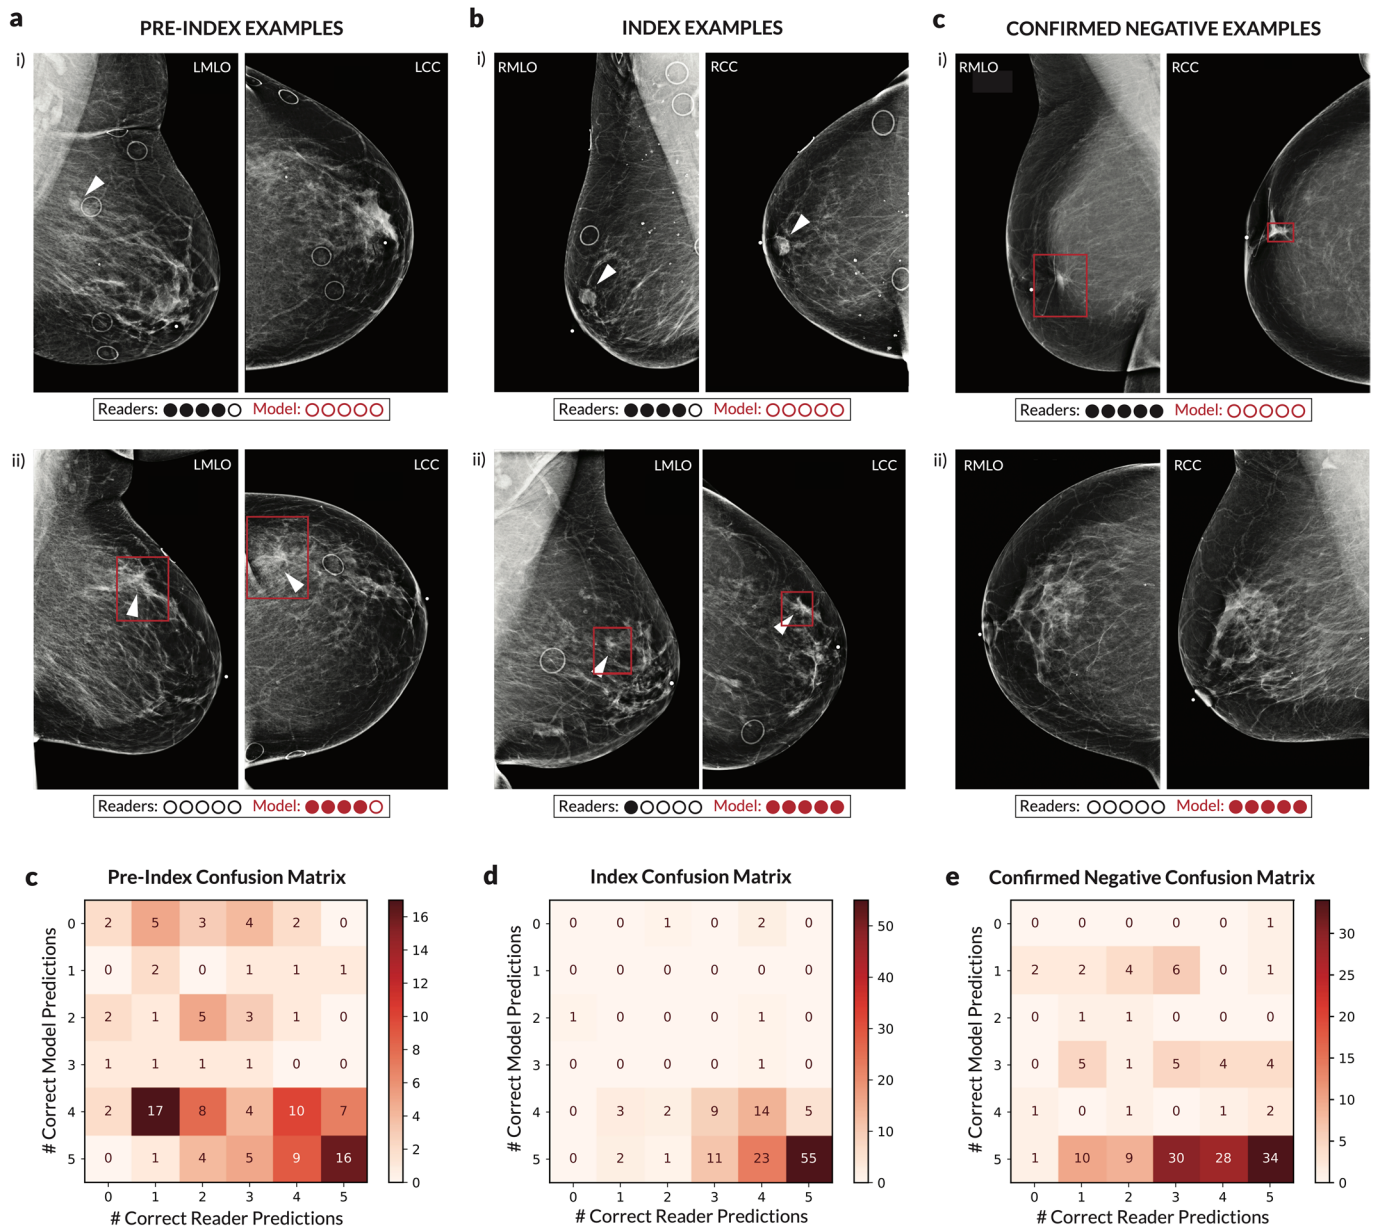 a PRE-INDEX EXAMPLES
b INDEX EXAMPLES
c CONFIRMED NEGATIVE EXAMPLES
i) LMLO LCC
i) RMLO RCC
i) RMLO RCC
Readers: Model:
Readers: Model:
Readers: Model:
ii) LMLO LCC
ii) LMLO LCC
ii) RMLO RCC
Readers: Model:
Readers: Model:
Readers: Model:
c Pre-Index Confusion Matrix
# Correct Model Predictions
0 2 5 3 4 2 0
1 0 2 0 1 1 1
2 2 1 5 3 1 0
3 1 1 1 1 0 0
4 2 17 8 4 10 7
5 0 1 4 5 9 16
0 1 2 3 4 5
# Correct Reader Predictions
16
14
12
10
8
6
4
2
0
d Index Confusion Matrix
# Correct Model Predictions
0 0 0 1 0 2 0
1 0 0 0 0 0 0
2 1 0 0 0 1 0
3 0 0 0 0 1 0
4 0 3 2 9 14 5
5 0 2 1 11 23 55
0 1 2 3 4 5
# Correct Reader Predictions
50
40
30
20
10
0
e Confirmed Negative Confusion Matrix
# Correct Model Predictions
0 0 0 0 0 0 1
1 2 2 4 6 0 1
2 0 1 1 0 0 0
3 0 5 1 5 4 4
4 1 0 1 0 1 2
5 1 10 9 30 28 34
0 1 2 3 4 5
# Correct Reader Predictions
30
25
20
15
10
5
0